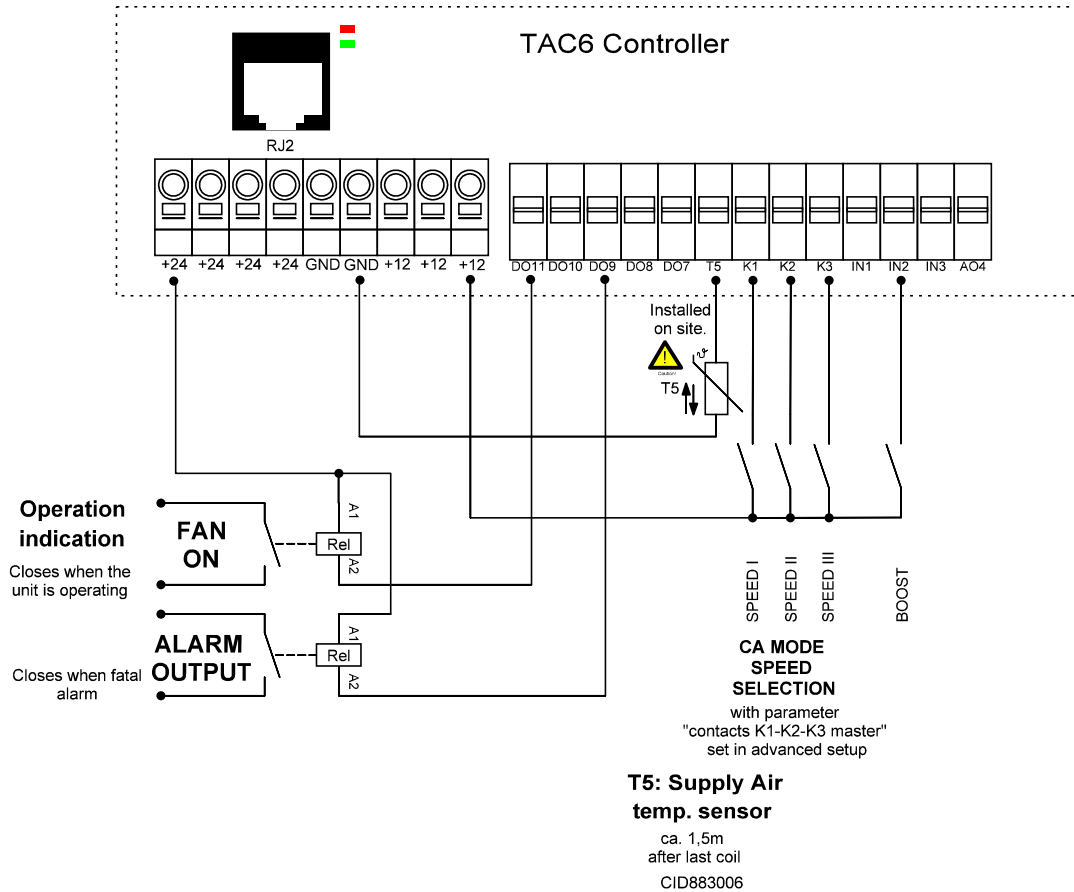 TAC6 Controller
RJ2
+24 +24 +24 +24 GND GND +12 +12 +12
DO11 DO10 DO9 DO8 DO7 T5 K1 K2 K3 IN1 IN2 IN3 AO4
Installed
on site.
!
Caution!
ϑ
T5
Operation
indication
Closes when the
unit is operating
FAN
ON
A1
Rel
A2
ALARM
OUTPUT
Closes when fatal
alarm
A1
Rel
A2
SPEED I
SPEED II
SPEED III
BOOST
CA MODE
SPEED
SELECTION
with parameter
"contacts K1-K2-K3 master"
set in advanced setup
T5: Supply Air
temp. sensor
ca. 1,5m
after last coil
CID883006